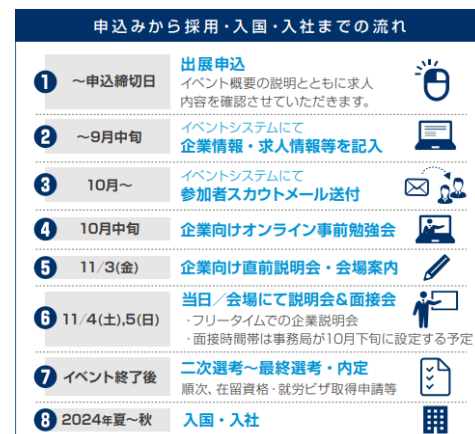 申込みから採用・入国・入社までの流れ
1 ～申込締切日
出展申込
イベント概要の説明とともに求人
内容を確認させていただきます。
2 ～9月中旬
イベントシステムにて
企業情報・求人情報等を記入
3 10月～
イベントシステムにて
参加者スカウトメール送付
4 10月中旬 企業向けオンライン事前勉強会
5 11/3(金) 企業向け直前説明会・会場案内
6 11/4(土),5(日)
当日／会場にて説明会&面接会
・フリータイムでの企業説明会
・面接時間帯は事務局が10月下旬に設定する予定
7 イベント終了後
二次選考～最終選考・内定
順次、在留資格・就労ビザ取得申請等
8 2024年夏～秋 入国・入社